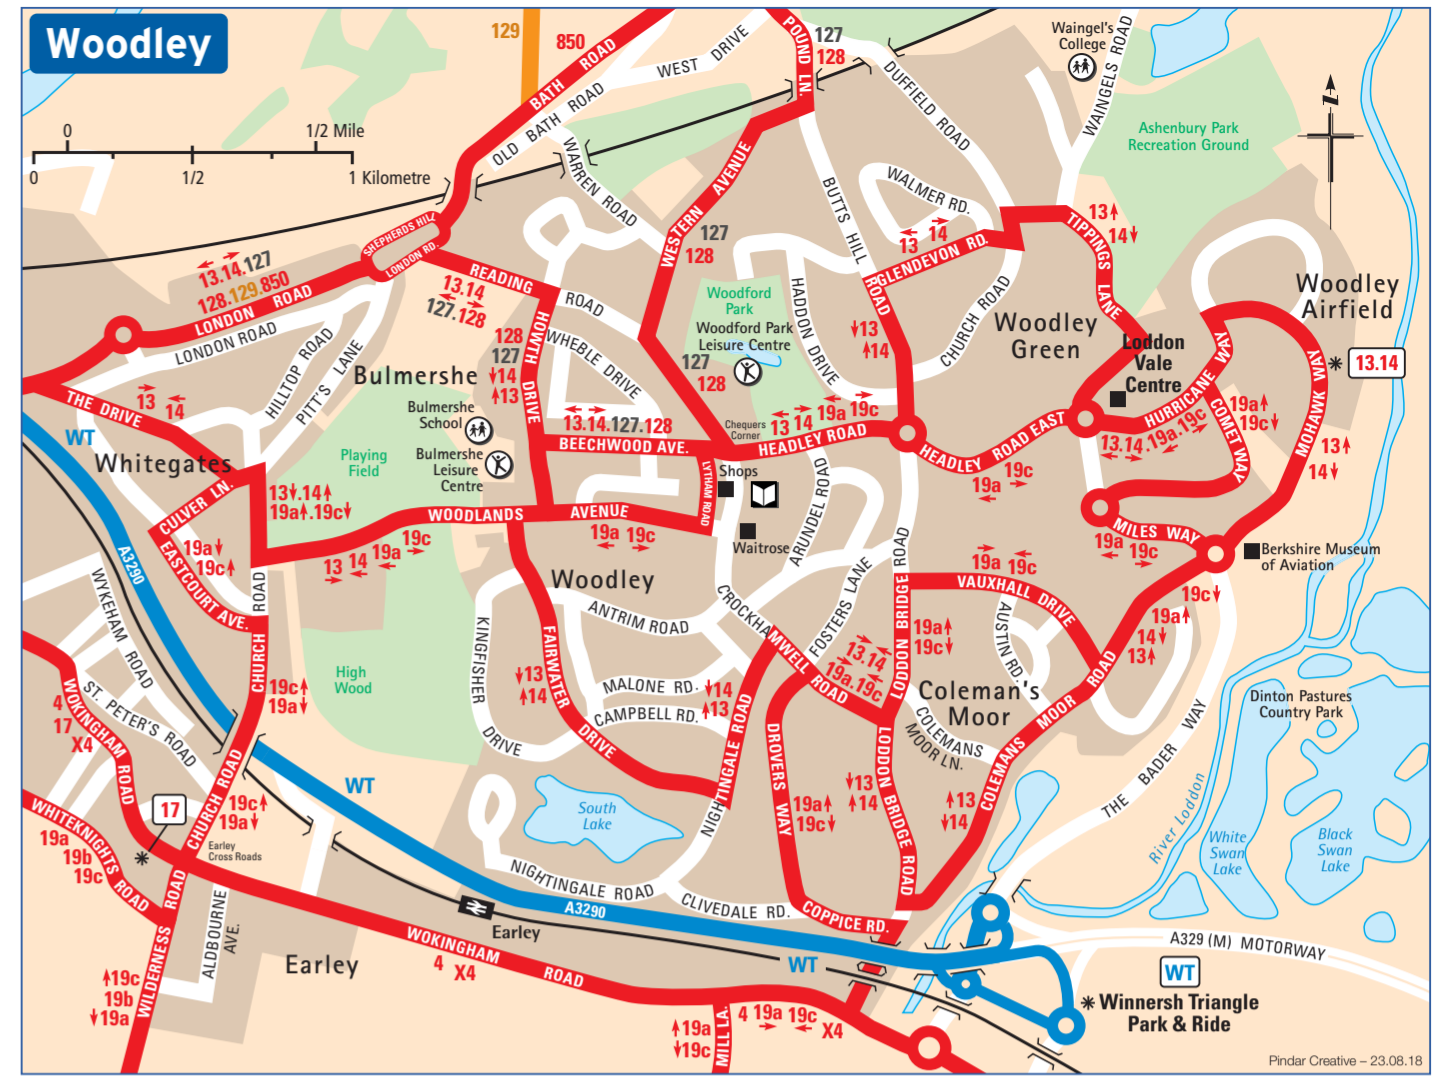 Woodley
0
1/2 Mile
0
1/2
1 Kilometre
129
850
BATH ROAD
OLD BATH ROAD
WEST DRIVE
WARREN ROAD
POUND LN.
127
128
DUFFIELD ROAD
Waingel's
College
WAINGELS ROAD
N
Ashenbury Park
Recreation Ground
SHEPHERDS HILL
LONDON RD.
13.14.127
128.129.850
LONDON ROAD
LONDON ROAD
READING
ROAD
13.14
127.128
WESTERN AVENUE
127
128
BUTTS HILL
ROAD
WALMER RD.
14
13
GLENDEVON RD.
TIPPINGS LANE
13
14
Woodford
Park
Woodford Park
Leisure Centre
HADDON DRIVE
13
14
CHURCH ROAD
Woodley
Green
Woodley
Airfield
13.14
Loddon
Vale
Centre
HILLTOP ROAD
PITT'S LANE
Bulmershe
Bulmershe
School
Bulmershe
Leisure
Centre
128
127
14
13
HOWTH DRIVE
WHEBLE DRIVE
127
128
13.14.127.128
BEECHWOOD AVE.
Chequers
Corner
13 14 19a 19c
HEADLEY ROAD
HEADLEY ROAD EAST
19a
19c
HURRICANE WAY
13.14.19a.19c
COMET WAY
19a
19c
MOHAWK WAY
13
14
THE DRIVE
13
14
WT
Whitegates
Playing
Field
CULVER LN.
13.14
19a.19c
EASTCOURT AVE.
19a
19c
WOODLANDS
AVENUE
13 14 19a 19c
19a 19c
LYTHAM ROAD
Shops
Waitrose
ARUNDEL ROAD
MILES WAY
19a
19c
Berkshire Museum
of Aviation
A3290
WYKEHAM ROAD
CHURCH
ROAD
Woodley
KINGFISHER
DRIVE
ANTRIM ROAD
CROCKHAMWELL ROAD
FOSTERS LANE
LODDON BRIDGE ROAD
19a
19c
19a
19c
VAUXHALL DRIVE
AUSTIN RD.
19c
19a
14
13
High
Wood
19c
19a
FAIRWATER
DRIVE
13
14
MALONE RD.
CAMPBELL RD.
14
13
NIGHTINGALE ROAD
13.14
19a.19c
Coleman's
Moor
COLEMANS
MOOR LN.
COLEMANS MOOR ROAD
THE BADER WAY
Dinton Pastures
Country Park
ST. PETER'S ROAD
4
17
X4
WOKINGHAM ROAD
17
CHURCH ROAD
19c
19a
WT
Earley
Cross Roads
WHITEKNIGHTS ROAD
19a
19b
19c
South
Lake
DROVERS WAY
19a
19c
13
14
LODDON BRIDGE ROAD
13
14
River Loddon
White
Swan
Lake
Black
Swan
Lake
NIGHTINGALE ROAD
CLIVEDALE RD.
COPPICE RD.
A3290
Earley
Earley
ALDBOURNE
AVE.
WILDERNESS ROAD
19c
19b
19a
WOKINGHAM
ROAD
4
X4
WT
A329 (M) MOTORWAY
WT
Winnersh Triangle
Park & Ride
19a
19c
MILL LA.
4 19a 19c X4
Pindar Creative – 23.08.18